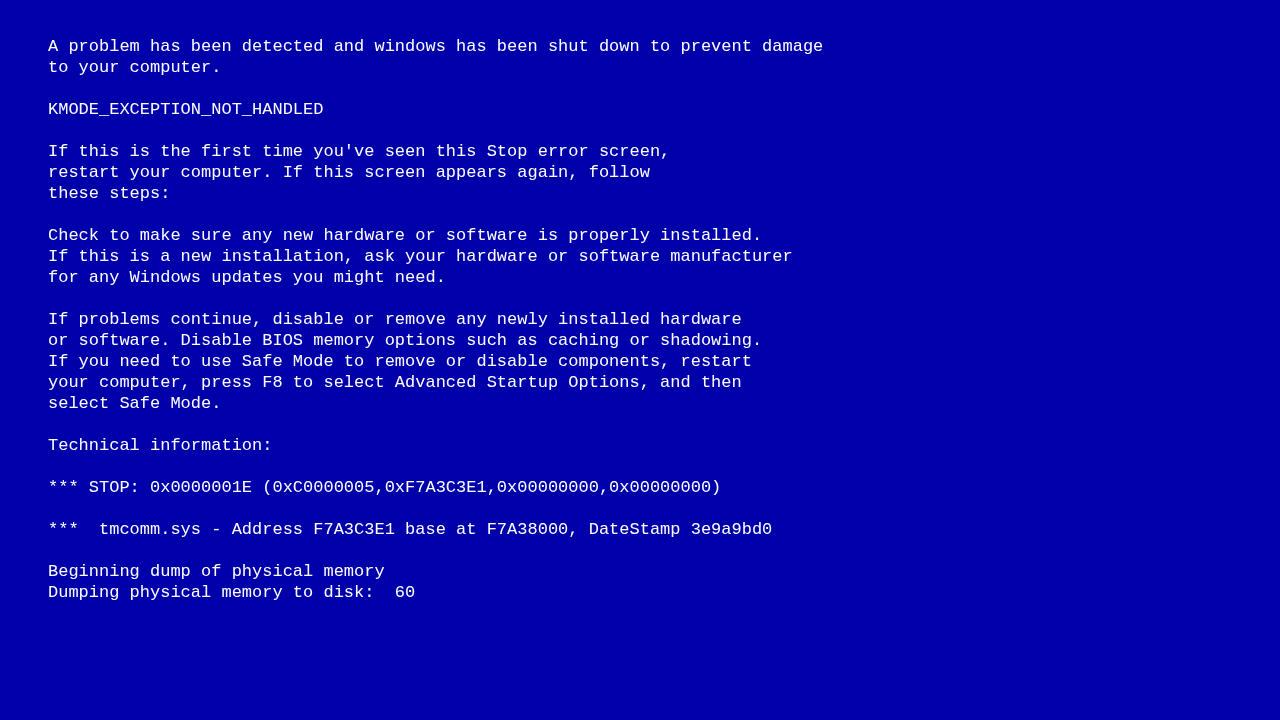 A problem has been detected and windows has been shut down to prevent damage
to your computer.

KMODE_EXCEPTION_NOT_HANDLED

If this is the first time you've seen this Stop error screen,
restart your computer. If this screen appears again, follow
these steps:

Check to make sure any new hardware or software is properly installed.
If this is a new installation, ask your hardware or software manufacturer
for any Windows updates you might need.

If problems continue, disable or remove any newly installed hardware
or software. Disable BIOS memory options such as caching or shadowing.
If you need to use Safe Mode to remove or disable components, restart
your computer, press F8 to select Advanced Startup Options, and then
select Safe Mode.

Technical information:

*** STOP: 0x0000001E (0xC0000005,0xF7A3C3E1,0x00000000,0x00000000)

***  tmcomm.sys - Address F7A3C3E1 base at F7A38000, DateStamp 3e9a9bd0

Beginning dump of physical memory
Dumping physical memory to disk:  60